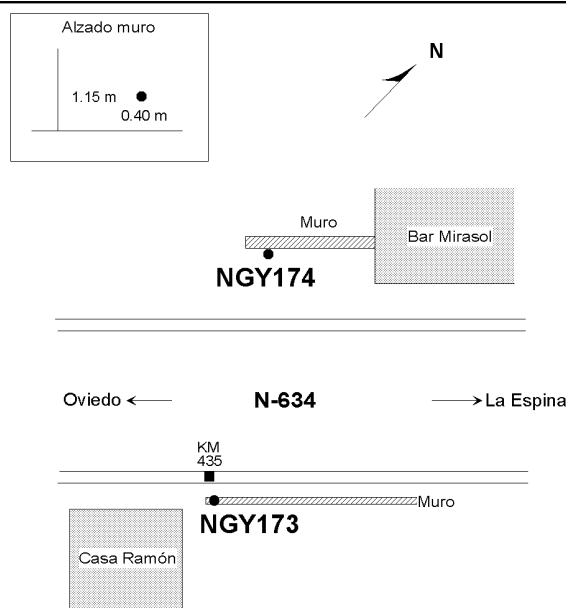 Alzado muro
N
1.15 m
0.40 m
Muro
Bar Mirasol
NGY174
Oviedo
N-634
La Espina
KM
435
Muro
NGY173
Casa Ramón